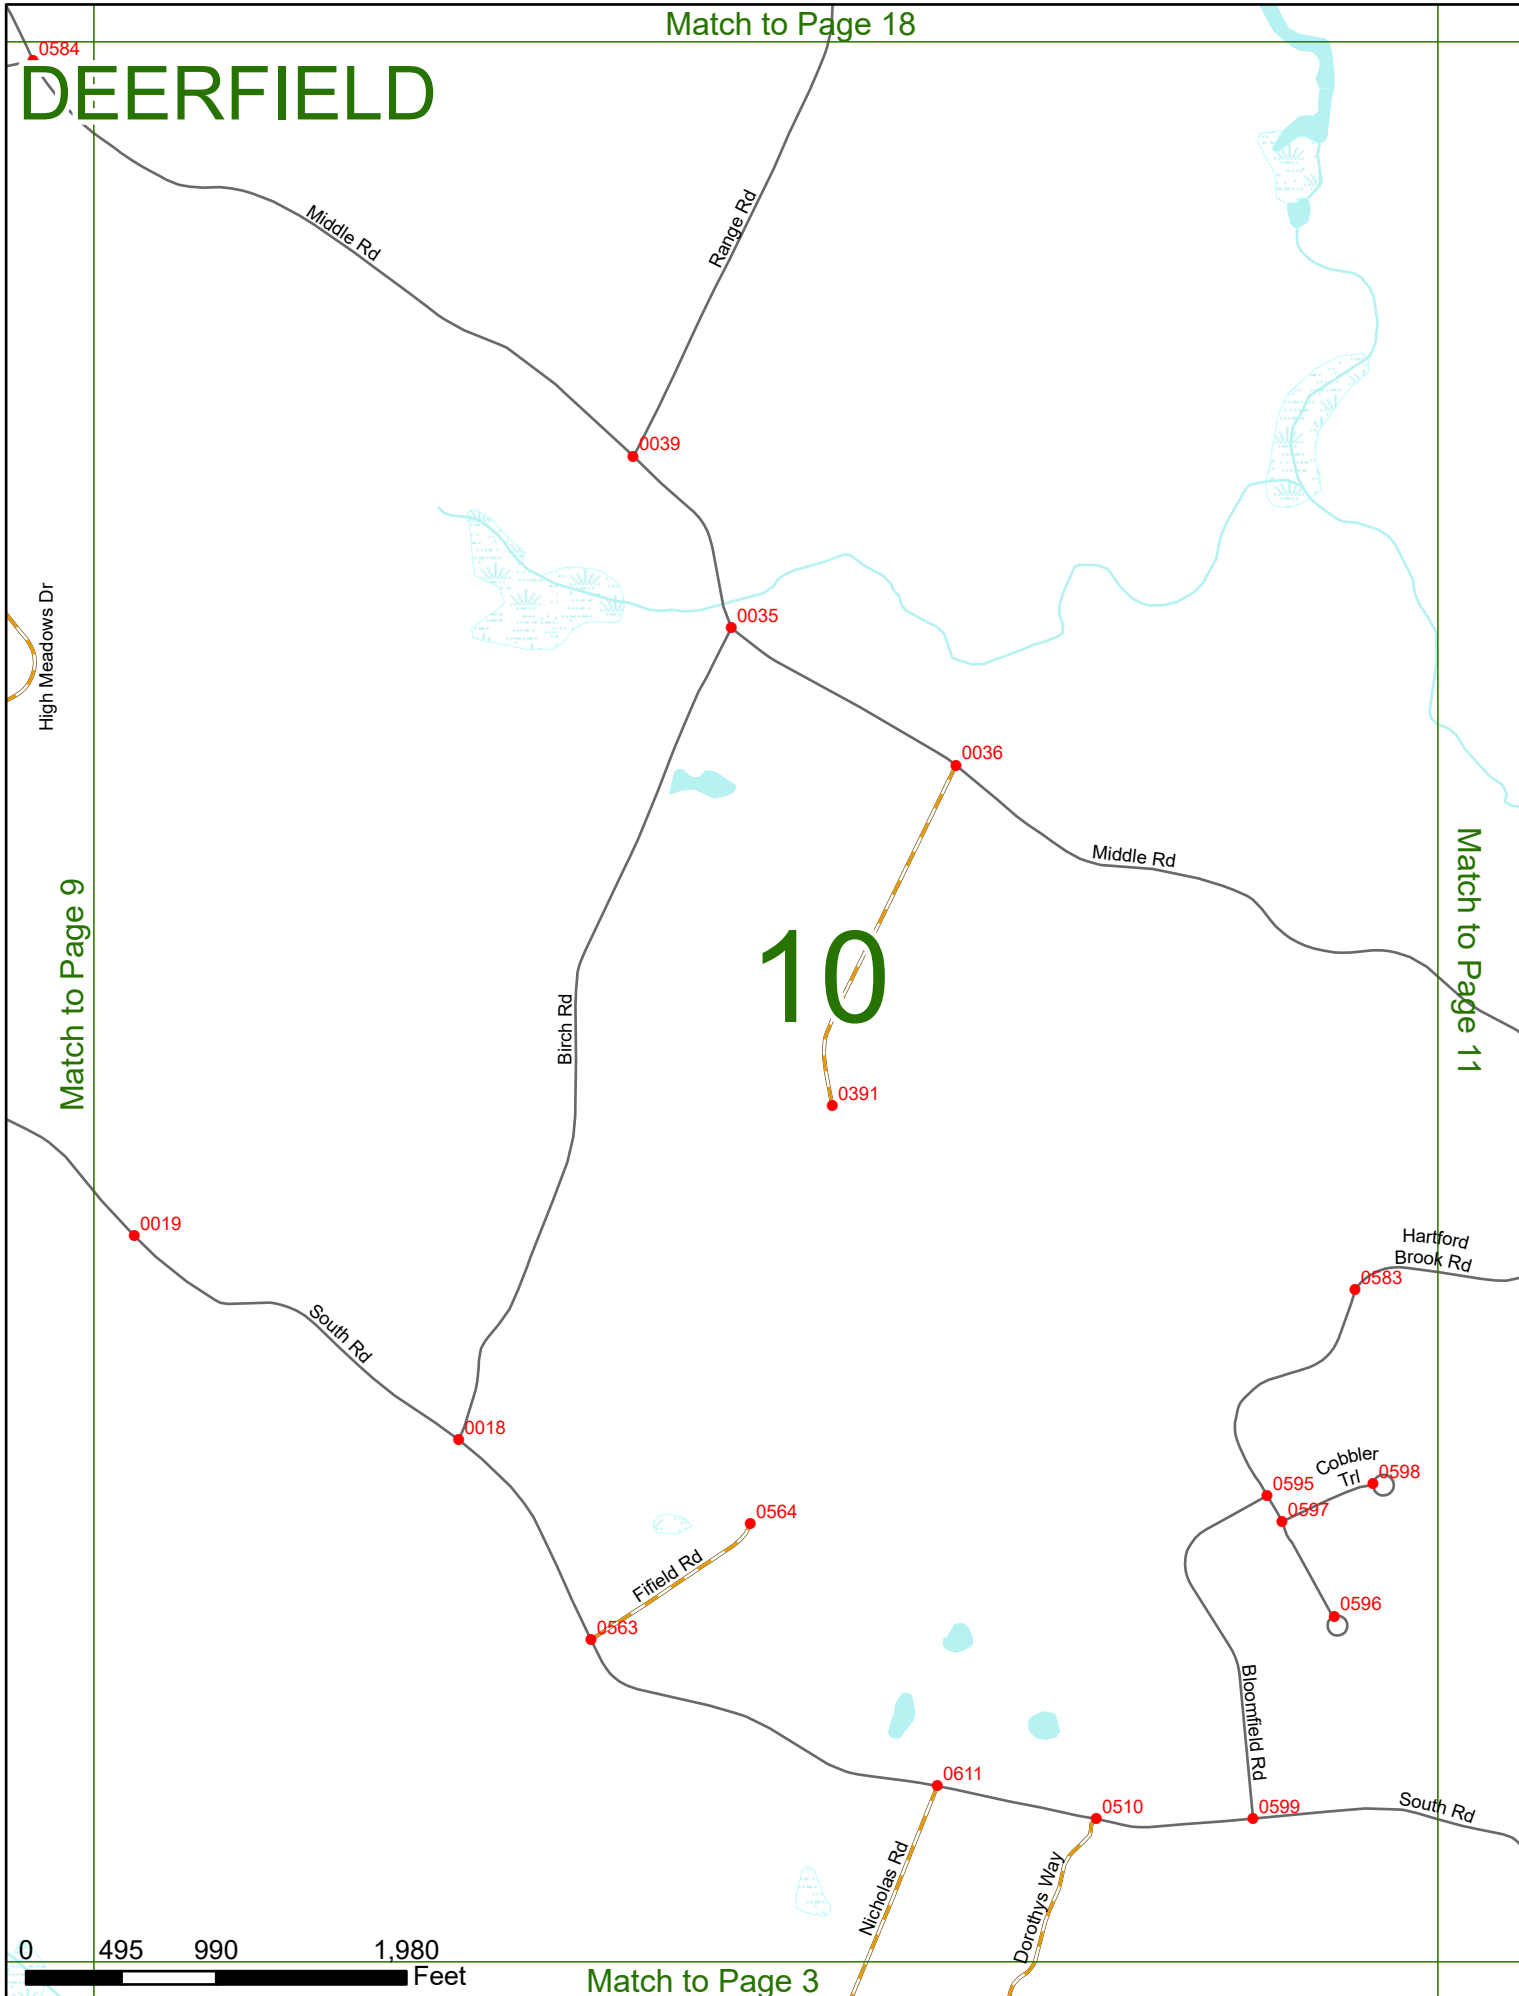 Match to Page 18
0584
DEERFIELD
Middle Rd
Range Rd
0039
High Meadows Dr
0035
0036
Middle Rd
Match to Page 9
Match to Page 11
10
Birch Rd
0391
0019
Hartford
Brook Rd
0583
South Rd
0018
Cobbler
Trl
0598
0595
0597
0564
Fifield Rd
0563
0596
Bloomfield Rd
0611
0510
0599
South Rd
Nicholas Rd
Dorothys Way
0 495 990 1,980
Feet
Match to Page 3